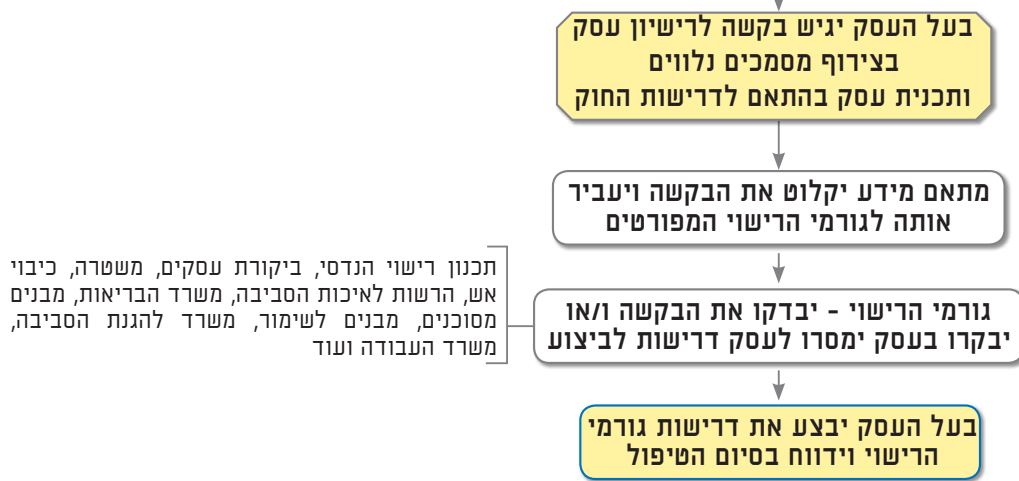 בעל העסק יגיש בקשה לרישיון עסק
בצירוף מסמכים נלווים
ותכנית עסק בהתאם לדרישות החוק
מתאם מידע יקלוט את הבקשה ויעביר
אותה לגורמי הרישוי המפורטים
גורמי הרישוי - יבדקו את הבקשה ו/או
יבקרו בעסק ימסרו לעסק דרישות לביצוע
תכנון רישוי הנדסי, ביקורת עסקים, משטרה, כיבוי
אש, הרשות לאיכות הסביבה, משרד הבריאות, מבנים
מסוכנים, מבנים לשימור, משרד להגנת הסביבה,
משרד העבודה ועוד
בעל העסק יבצע את דרישות גורמי
הרישוי וידווח בסיום הטיפול